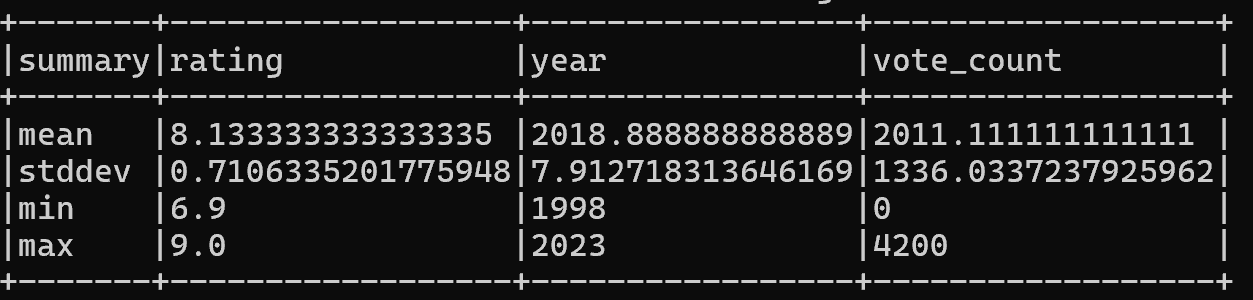 +-------+------------------+-----------------+------------------+
|summary|rating            |year             |vote_count        |
+-------+------------------+-----------------+------------------+
|mean   |8.133333333333335 |2018.888888888889|2011.111111111111 |
|stddev |0.7106335201775948|7.912718313646169|1336.0337237925962|
|min    |6.9               |1998             |0                 |
|max    |9.0               |2023             |4200              |
+-------+------------------+-----------------+------------------+